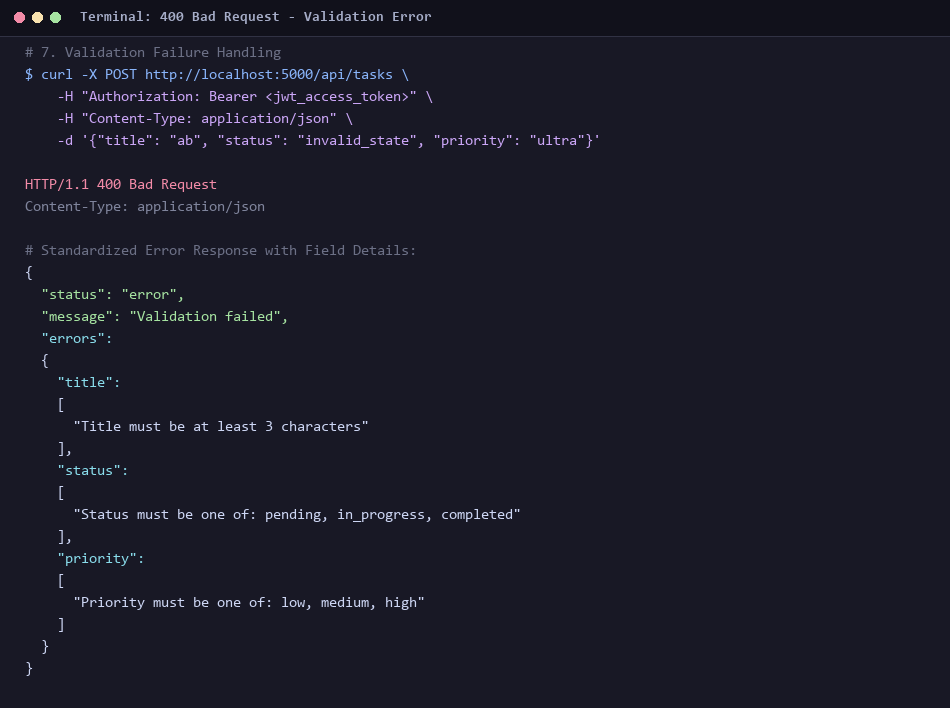 Terminal: 400 Bad Request - Validation Error
# 7. Validation Failure Handling
$ curl -X POST http://localhost:5000/api/tasks \
    -H "Authorization: Bearer <jwt_access_token>" \
    -H "Content-Type: application/json" \
    -d '{"title": "ab", "status": "invalid_state", "priority": "ultra"}'
HTTP/1.1 400 Bad Request
Content-Type: application/json
# Standardized Error Response with Field Details:
{
  "status": "error",
  "message": "Validation failed",
  "errors":
  {
    "title":
    [
      "Title must be at least 3 characters"
    ],
    "status":
    [
      "Status must be one of: pending, in_progress, completed"
    ],
    "priority":
    [
      "Priority must be one of: low, medium, high"
    ]
  }
}